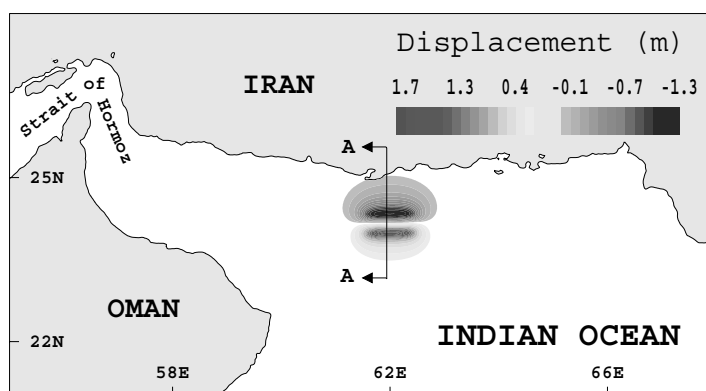 Displacement (m)
1.7 1.3 0.4 -0.1 -0.7 -1.3
IRAN
Strait of
Hormoz
A
25N
A
OMAN
INDIAN OCEAN
22N
58E 62E 66E